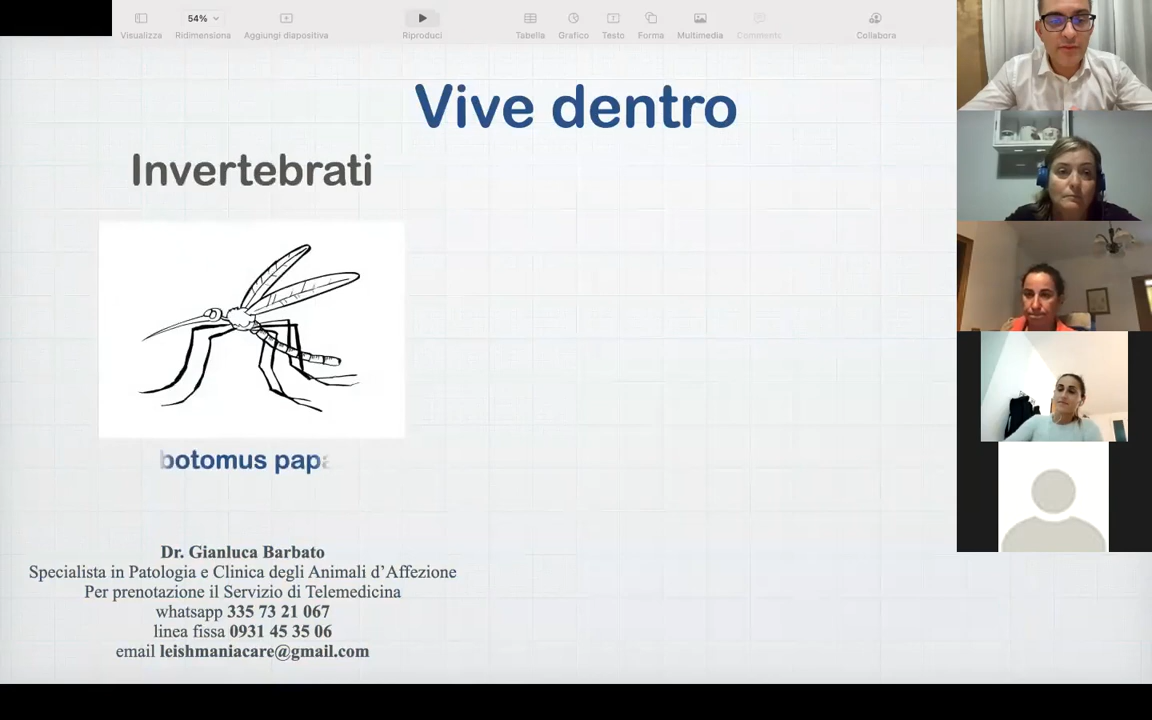 54%
Visualizza Ridimensiona Aggiungi diapositiva Riproduci Tabella Grafico Testo Forma Multimedia Commento Collabora
Vive dentro
Invertebrati
botomus papa
Dr. Gianluca Barbato
Specialista in Patologia e Clinica degli Animali d'Affezione
Per prenotazione il Servizio di Telemedicina
whatsapp 335 73 21 067
linea fissa 0931 45 35 06
email leishmaniacare@gmail.com